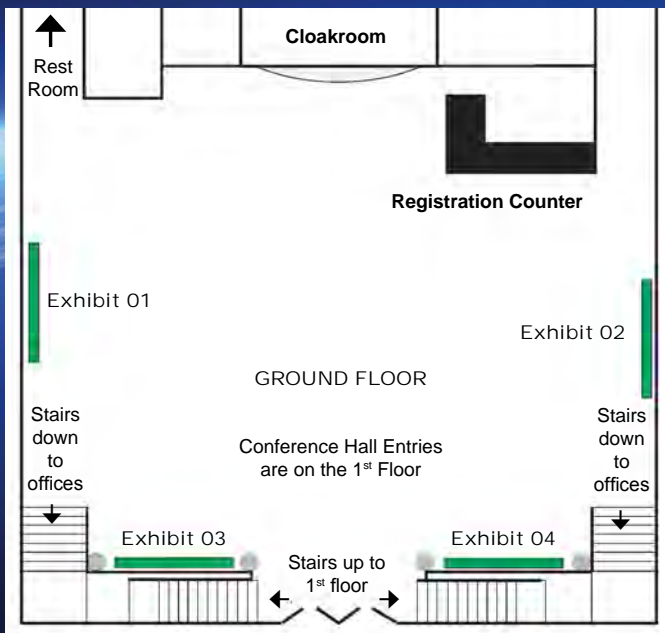 Cloakroom
Rest
Room
Registration Counter
Exhibit 01
Exhibit 02
GROUND FLOOR
Stairs
down
to
offices
Conference Hall Entries
are on the 1st Floor
Stairs
down
to
offices
Exhibit 03
Exhibit 04
Stairs up to
1st floor